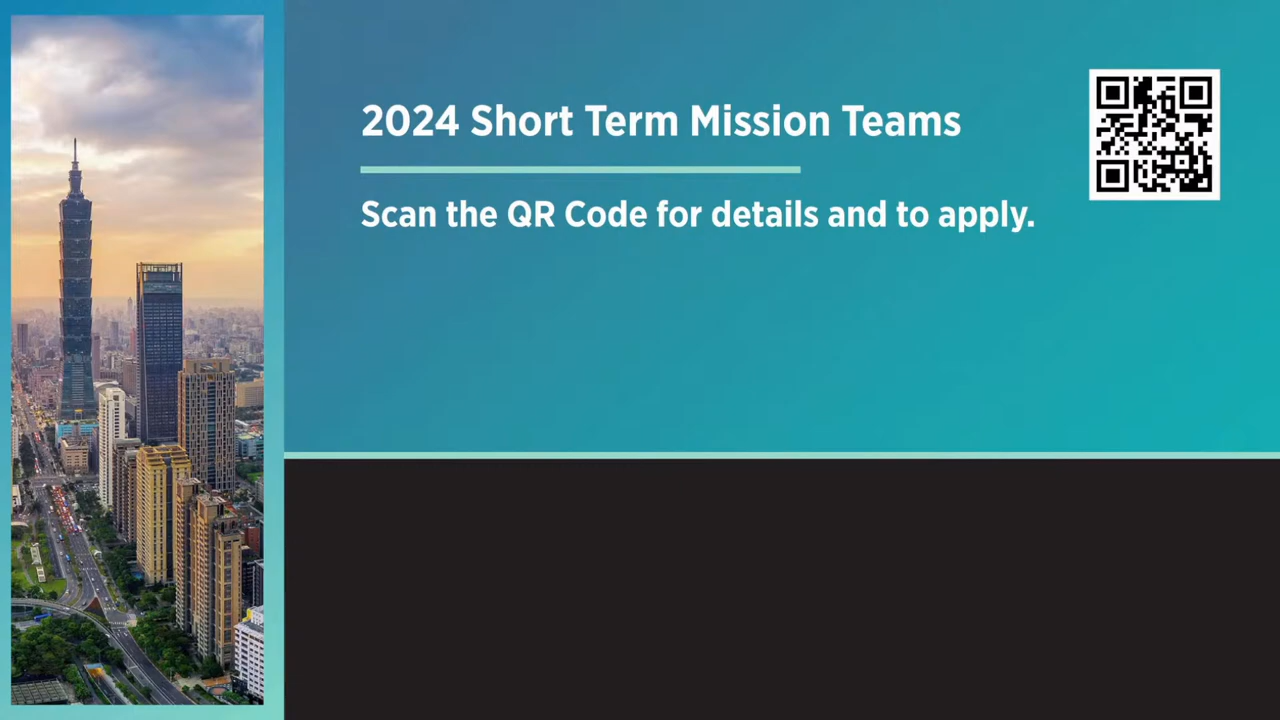 2024 Short Term Mission Teams
Scan the QR Code for details and to apply.